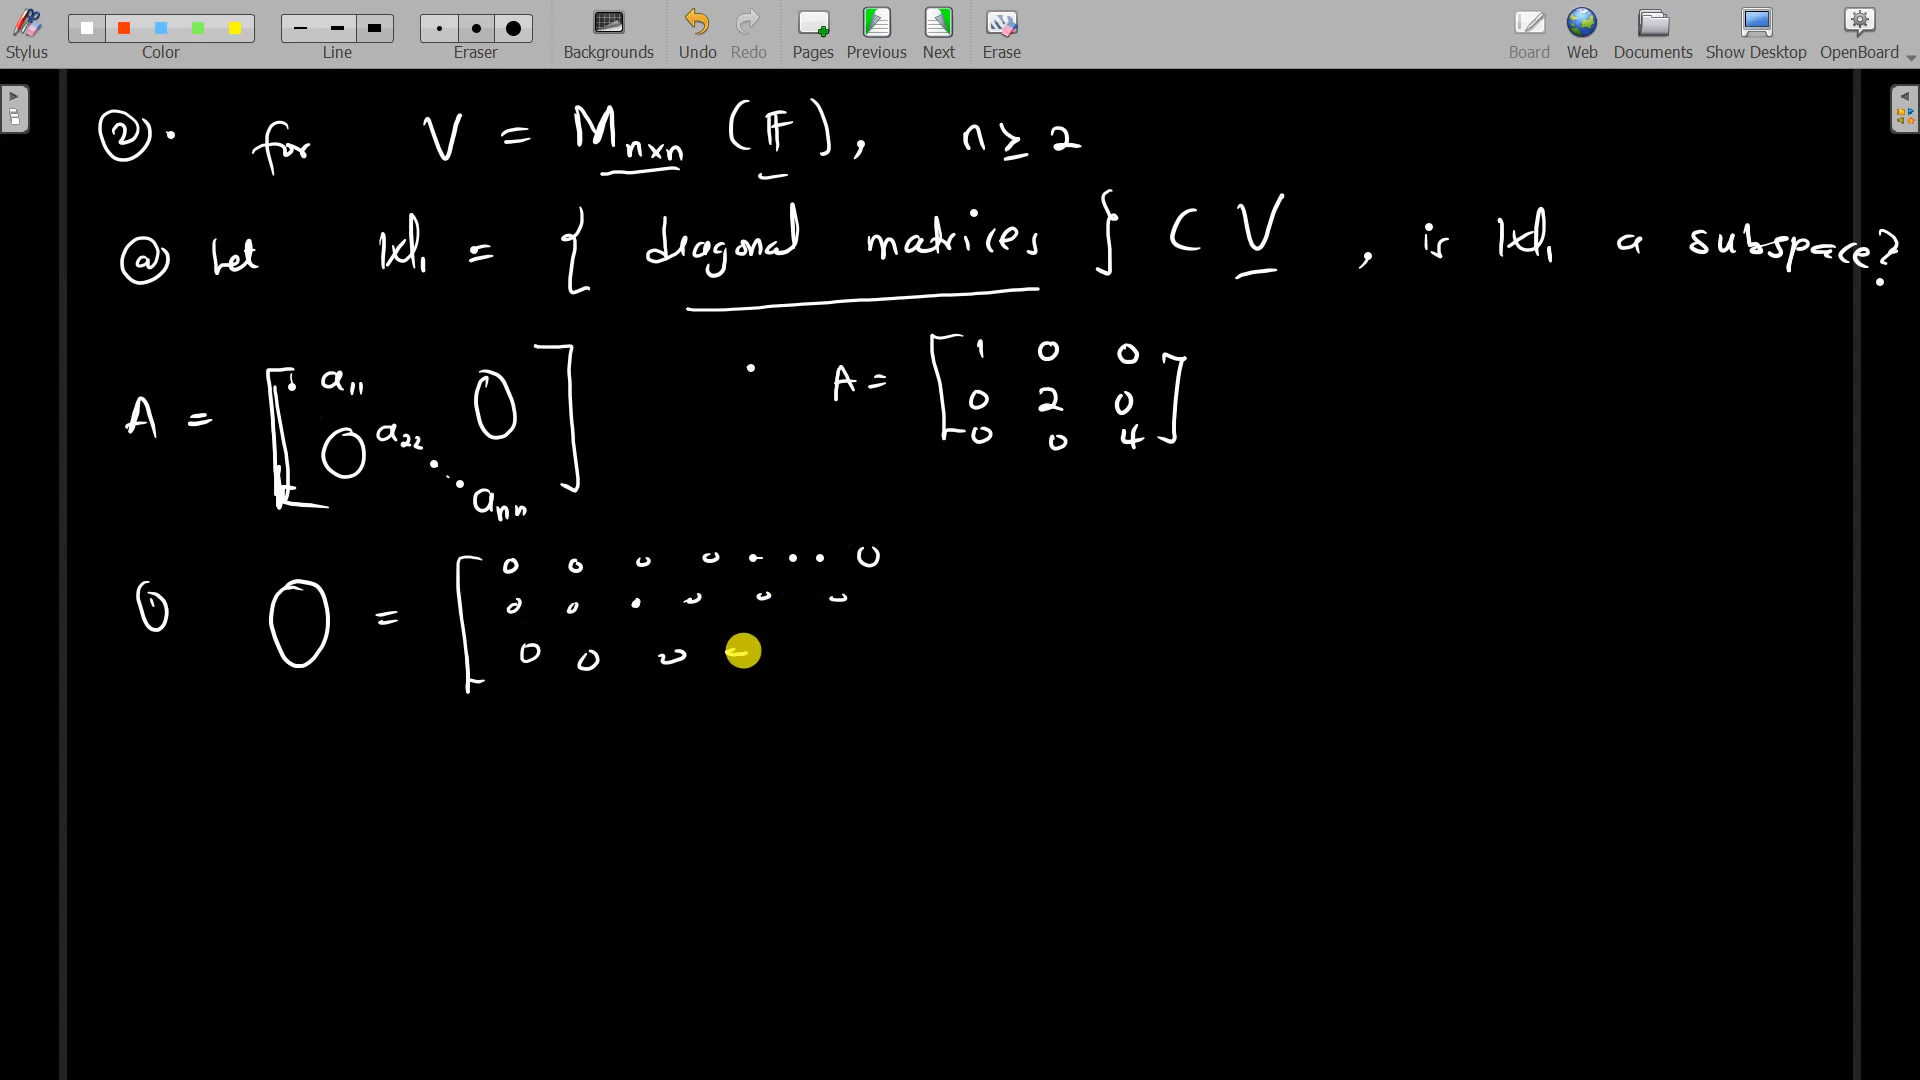 Stylus Color Line Eraser Backgrounds Undo Redo Pages Previous Next Erase Board Web Documents Show Desktop OpenBoard
②. for V = M_{n×n} (𝔽), n ≥ 2
ⓐ Let W₁ = { diagonal matrices } ⊂ V, is W₁ a subspace?
A = [ a₁₁ 0
0 a₂₂ ⋱ aₙₙ ]
· A = [ 1 0 0
0 2 0
0 0 4 ]
① 0 = [ 0 0 0 0 . . . 0
0 0 . 0 0 0
0 0 0